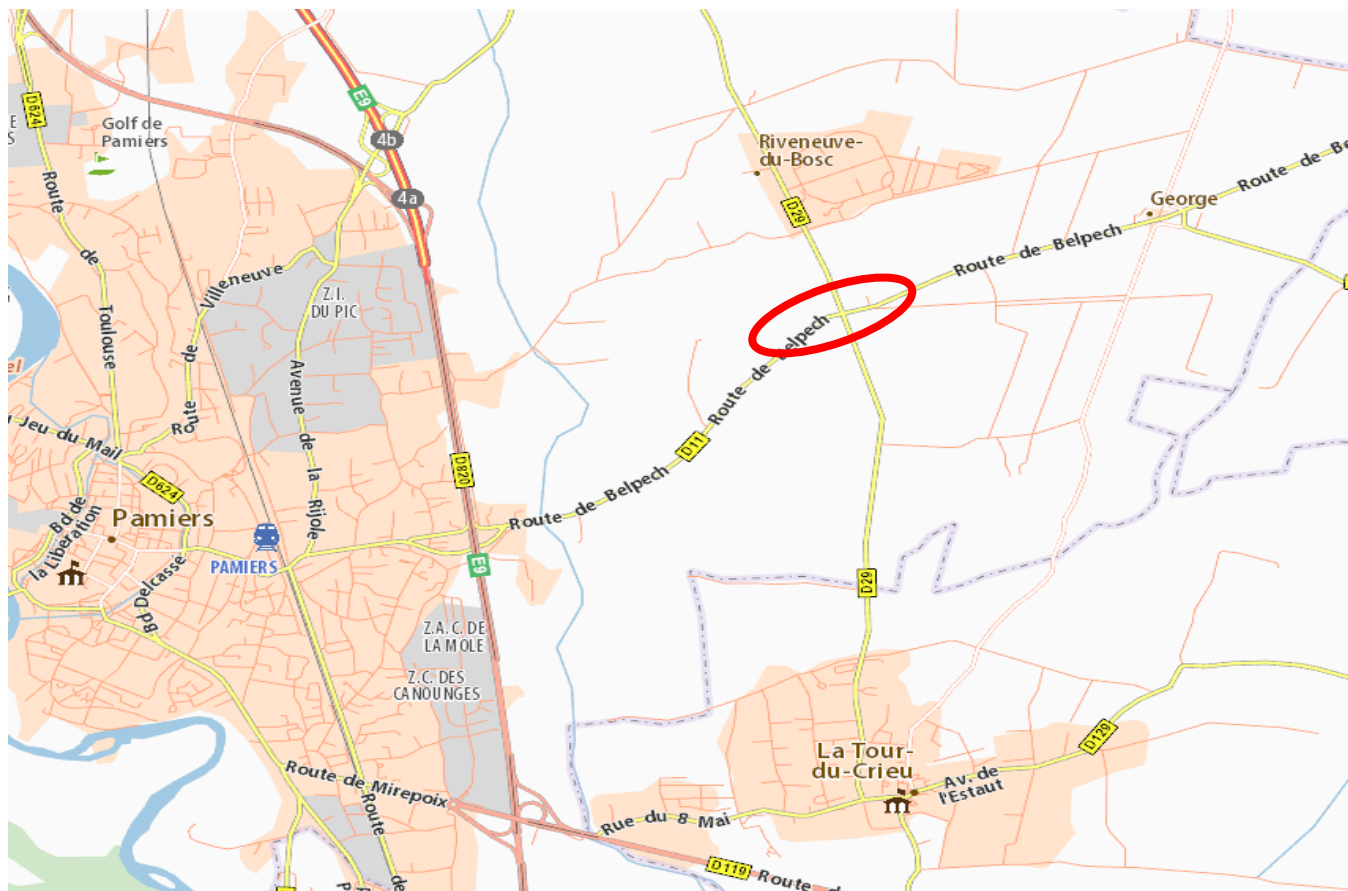 E9
D624
Golf de
Pamiers
4b
Riveneuve-
du-Bosc
Route de
Route
de
Toulouse
4a
D29
George
Route de Belpech
Villeneuve
de
Route
Z.I.
DU PIC
Avenue
de
la
Rijole
Route de Belpech
D11
Jeu du Mail
D820
D624
Route de Belpech
Bd de
la Libération
Pamiers
PAMIERS
Bd Delcassé
E9
D29
Z.A.C. DE
LA MOLE
Z.C. DES
CANOUNGES
D129
La Tour-
du-Crieu
Av. de
l'Estaut
Route de Mirepoix
Route
de
Rue du 8 Mai
D119
Route